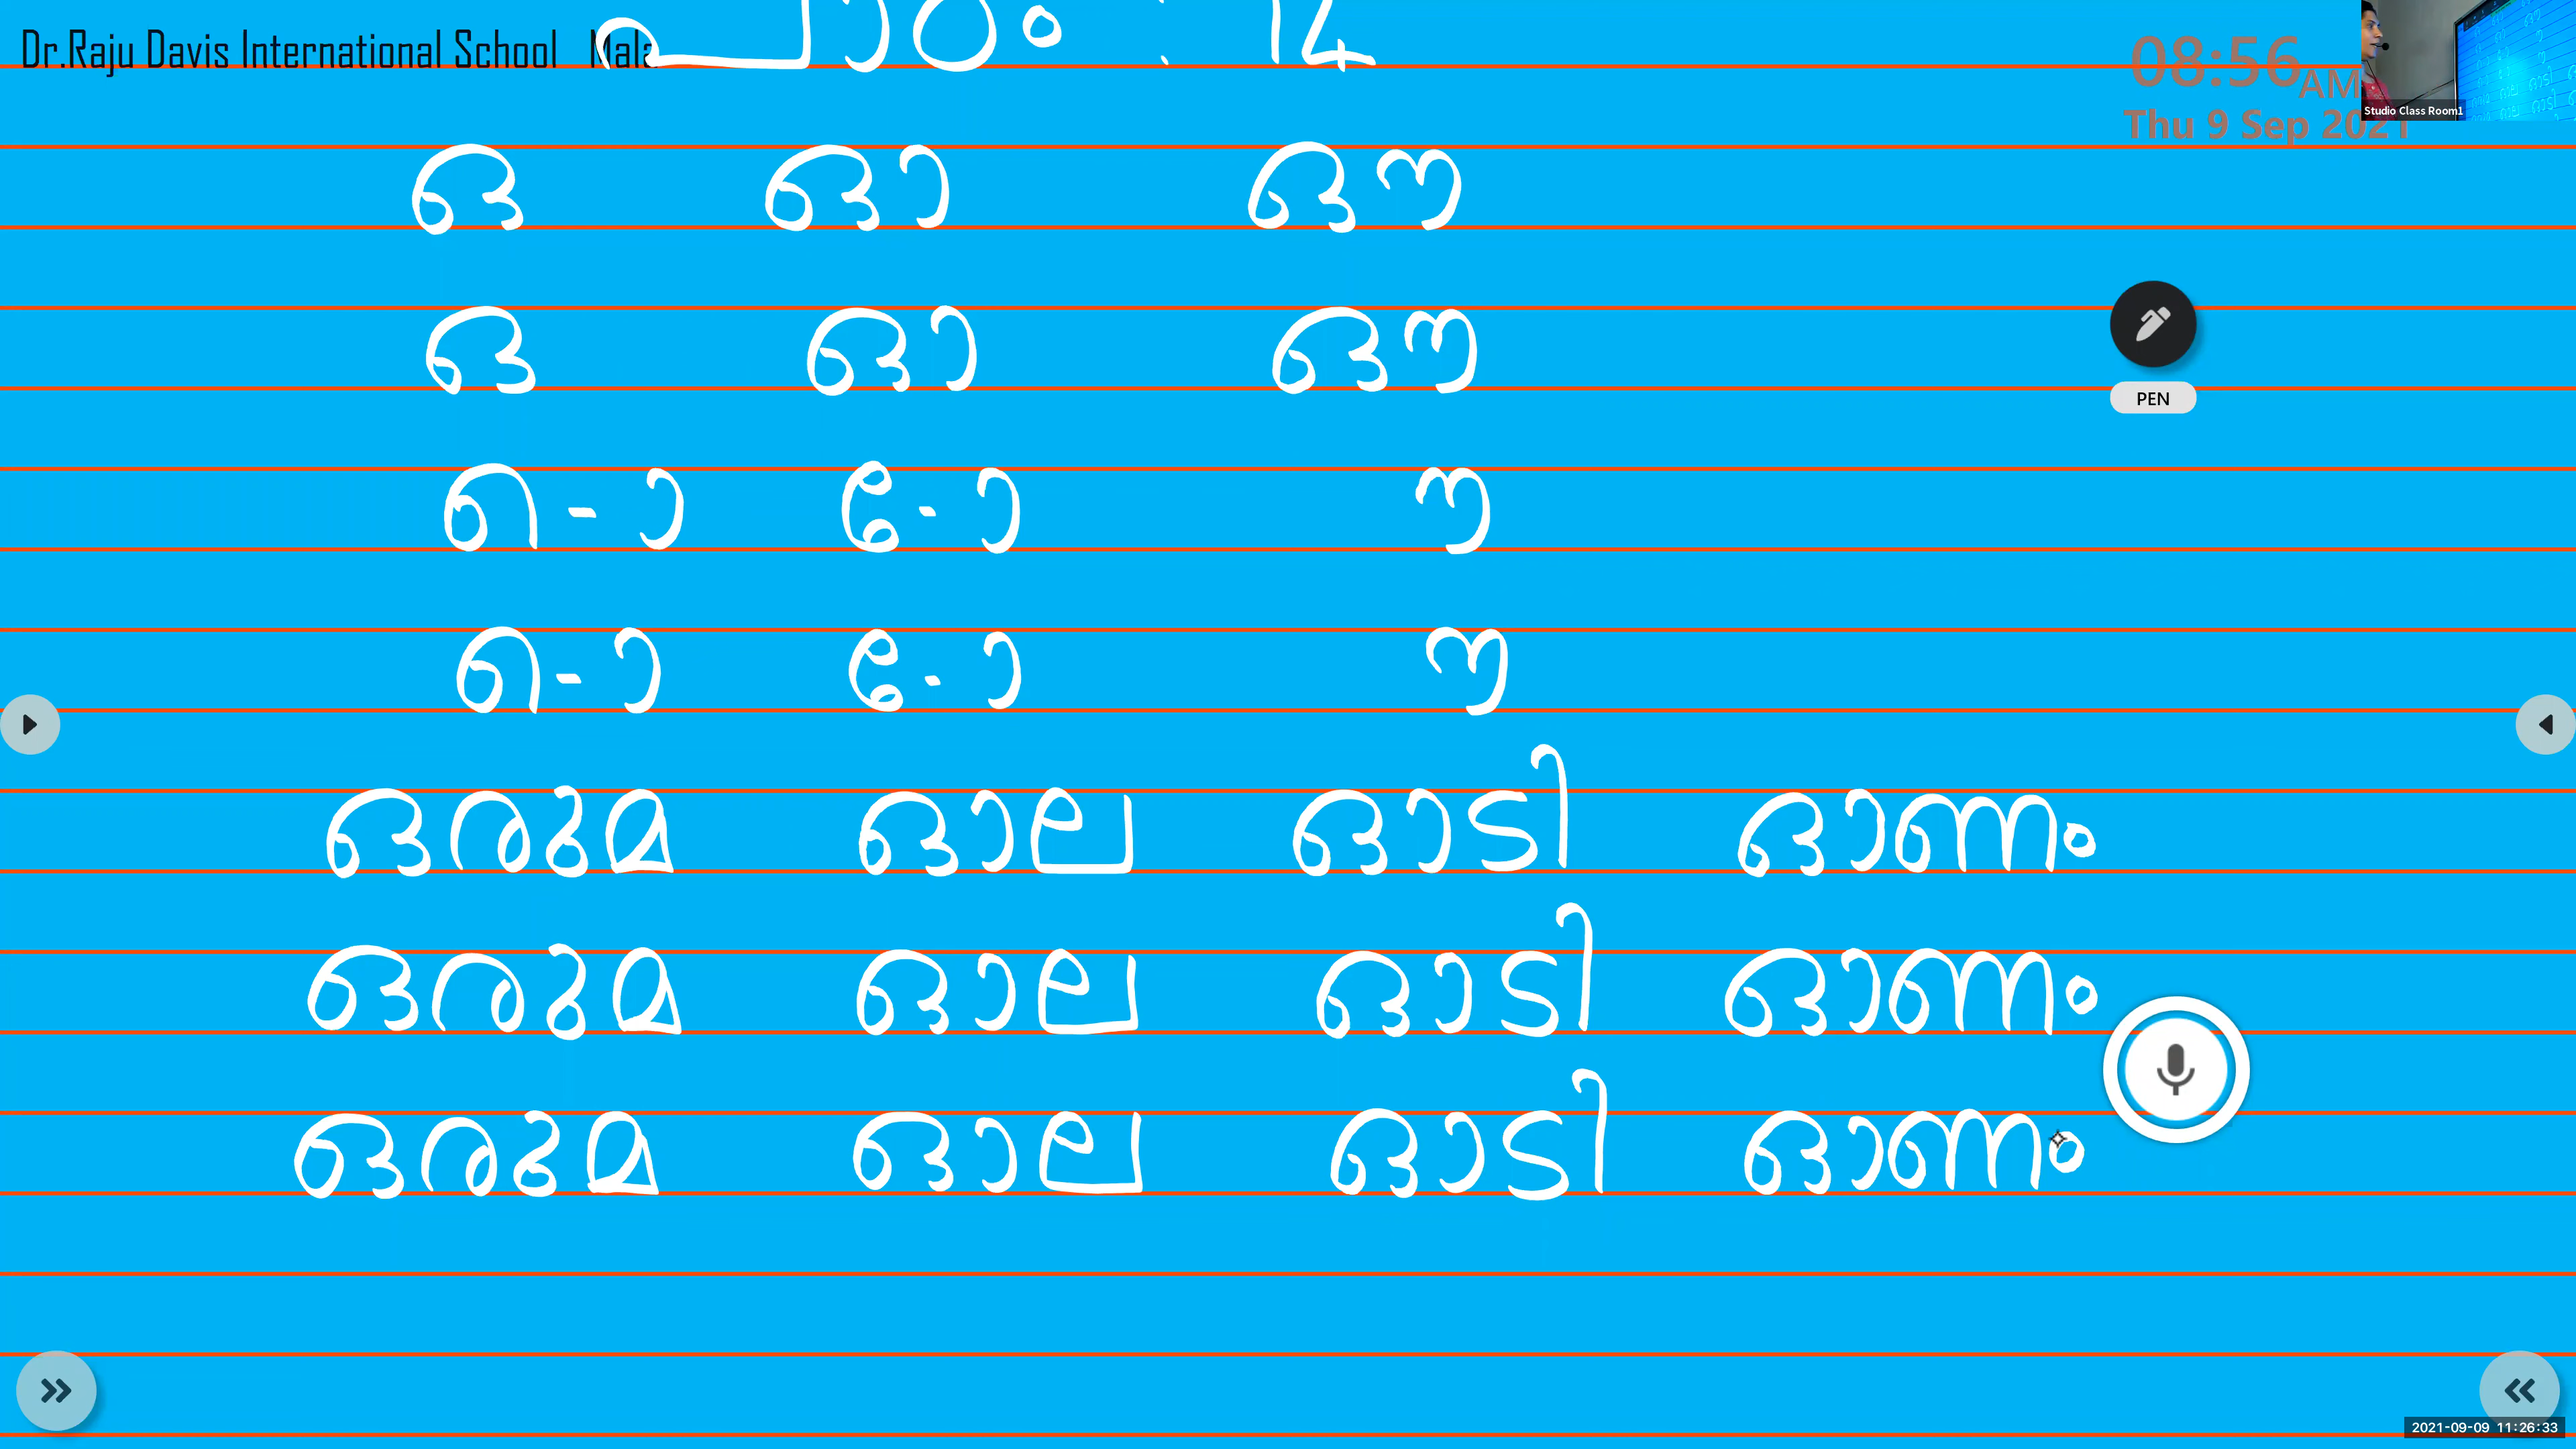 Dr.Raju Davis International School Mala
പാഠം : 14
08:56 AM
Thu 9 Sep 2021
Studio Class Room1
ഒ ഓ ഔ
ഒ ഓ ഔ
PEN
െ - ാ േ - ാ ൗ
െ - ാ േ - ാ ൗ
ഒരുമ ഓല ഓടി ഓണം
ഒരുമ ഓല ഓടി ഓണം
ഒരുമ ഓല ഓടി ഓണം
2021-09-09 11:26:33